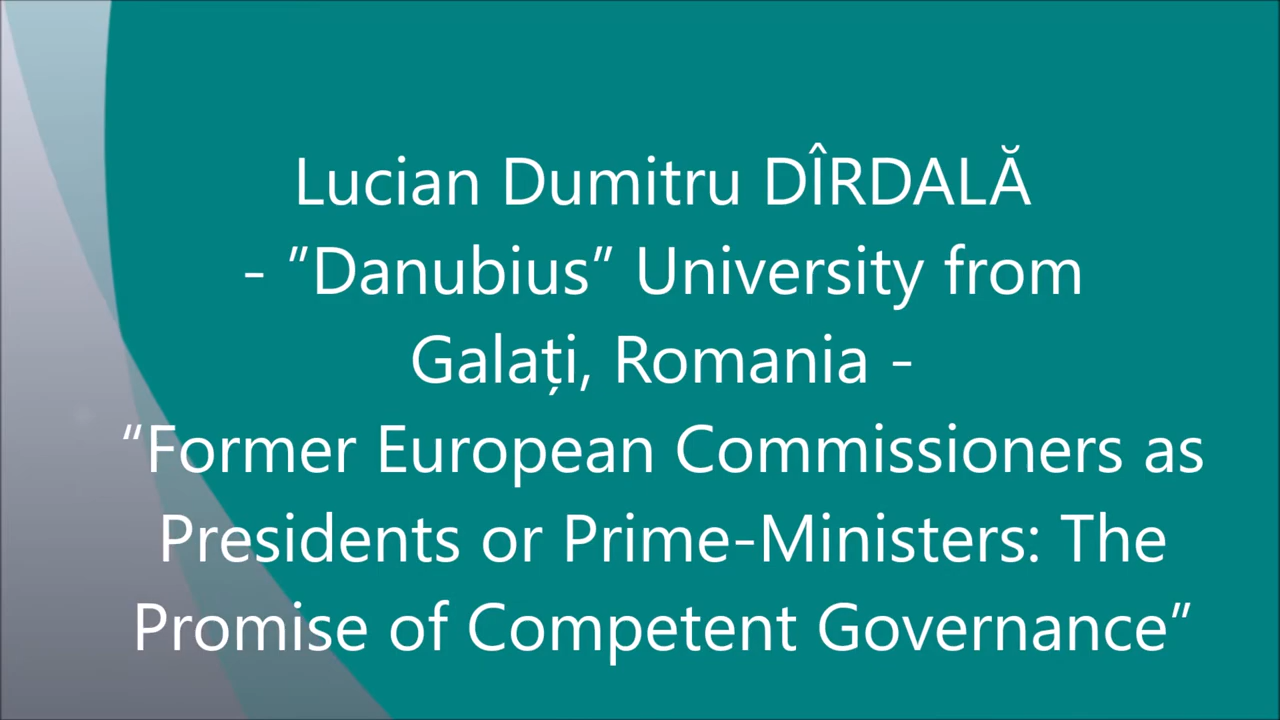 Lucian Dumitru DÎRDALĂ
- ”Danubius” University from
Galați, Romania -
“Former European Commissioners as
Presidents or Prime-Ministers: The
Promise of Competent Governance”